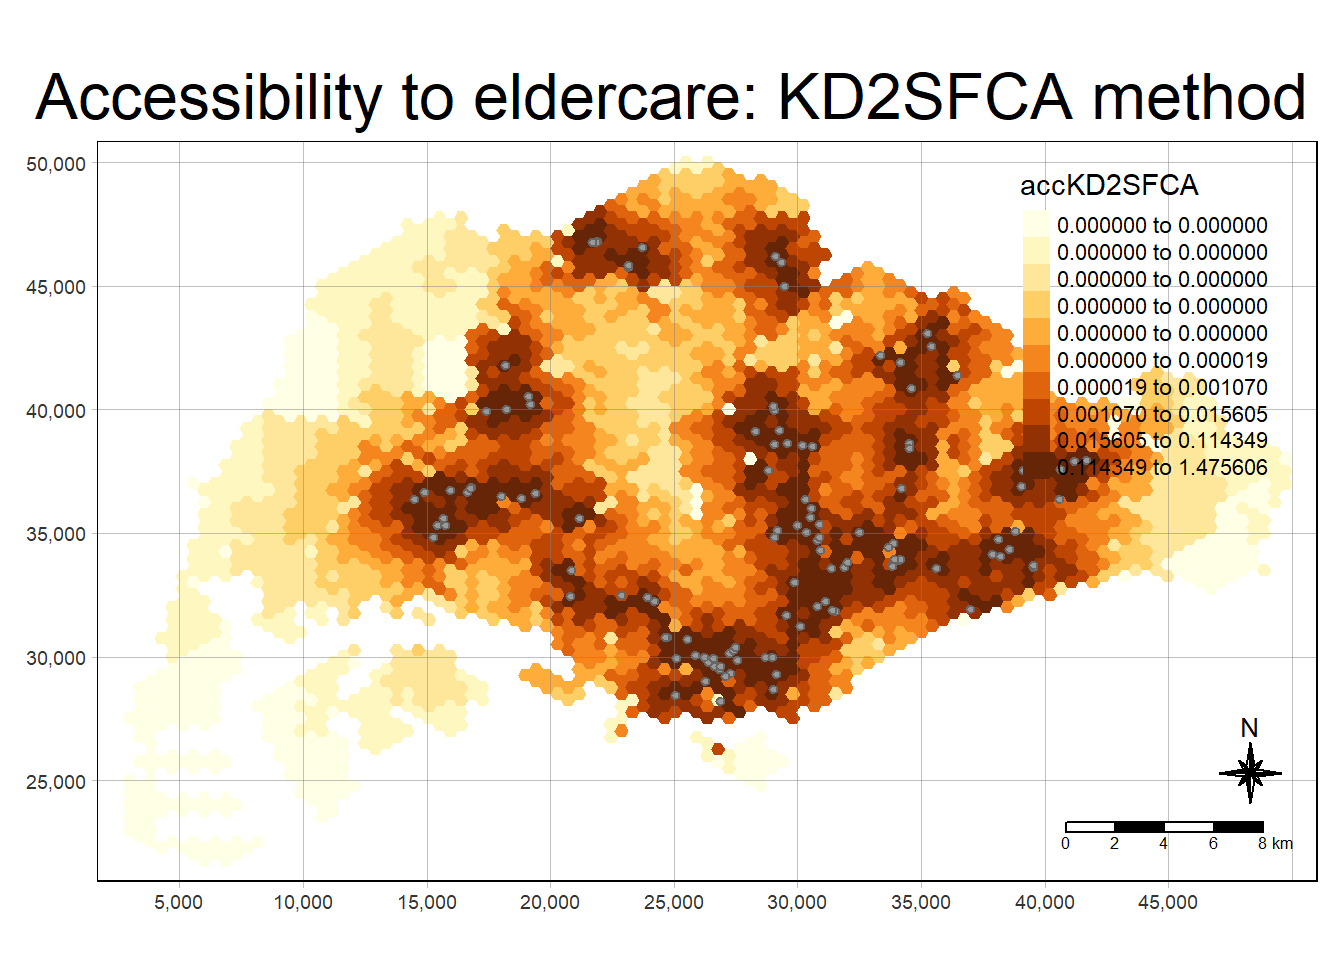 Accessibility to eldercare: KD2SFCA method
50,000
45,000
40,000
35,000
30,000
25,000
accKD2SFCA
0.000000 to 0.000000
0.000000 to 0.000000
0.000000 to 0.000000
0.000000 to 0.000000
0.000000 to 0.000000
0.000000 to 0.000019
0.000019 to 0.001070
0.001070 to 0.015605
0.015605 to 0.114349
0.114349 to 1.475606
N
0 2 4 6 8 km
5,000 10,000 15,000 20,000 25,000 30,000 35,000 40,000 45,000